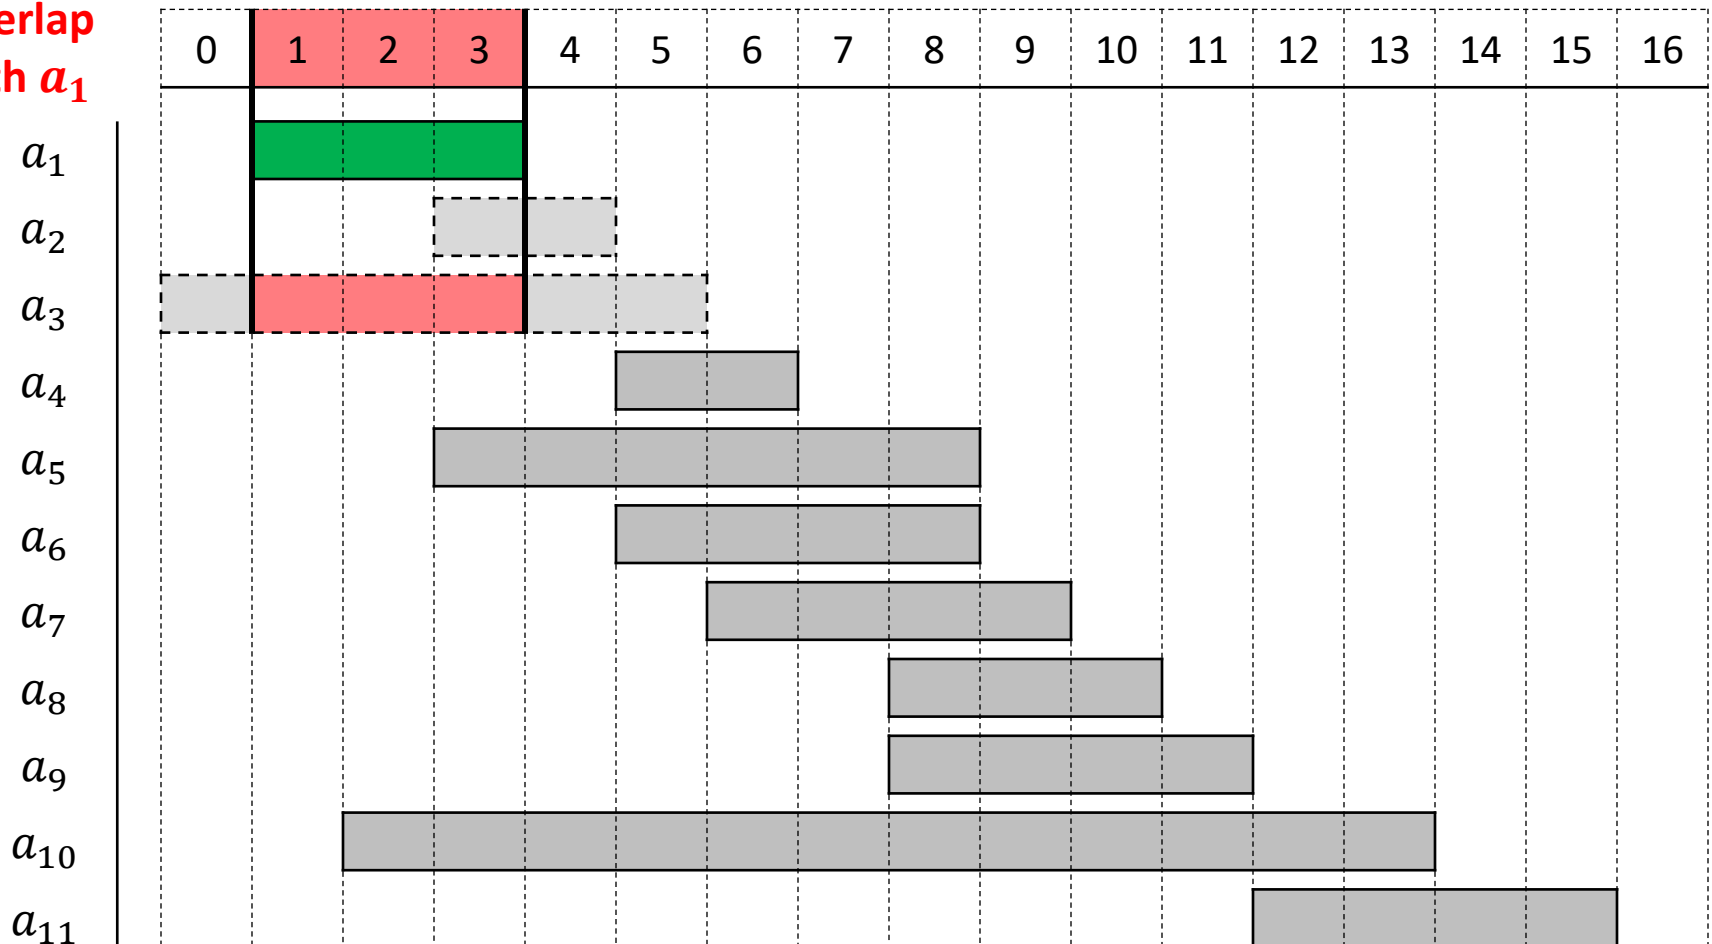 erlap
h a₁
0 1 2 3 4 5 6 7 8 9 10 11 12 13 14 15 16
a₁
a₂
a₃
a₄
a₅
a₆
a₇
a₈
a₉
a₁₀
a₁₁